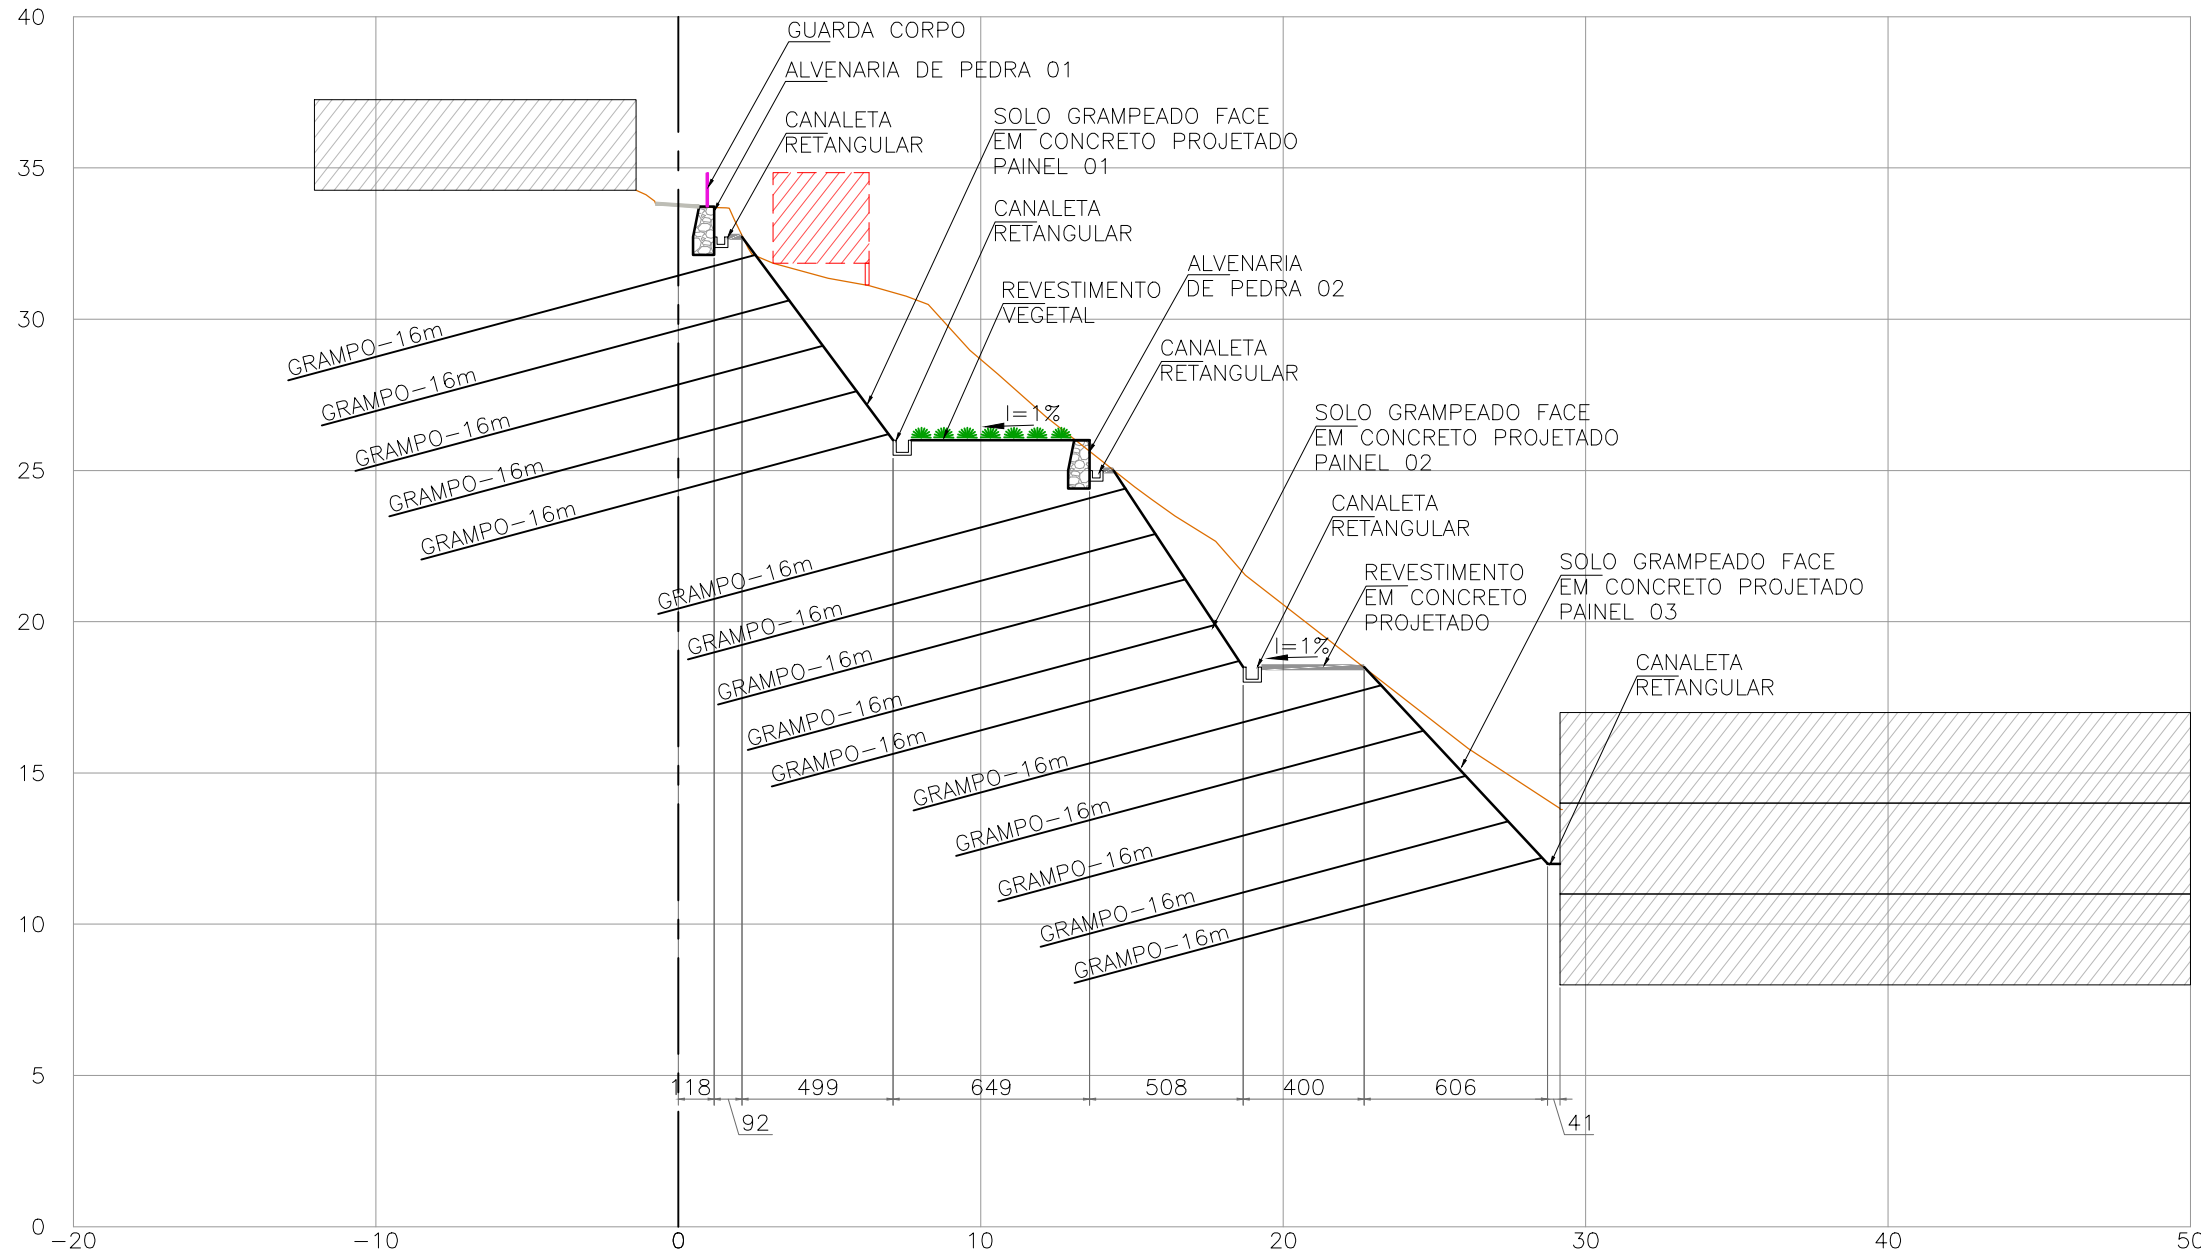 40
GUARDA CORPO
ALVENARIA DE PEDRA 01
CANALETA
RETANGULAR
SOLO GRAMPEADO FACE
EM CONCRETO PROJETADO
PAINEL 01
35
CANALETA
RETANGULAR
ALVENARIA
DE PEDRA 02
REVESTIMENTO
VEGETAL
30
CANALETA
RETANGULAR
GRAMPO-16m
GRAMPO-16m
GRAMPO-16m
GRAMPO-16m
GRAMPO-16m
I=1%
SOLO GRAMPEADO FACE
EM CONCRETO PROJETADO
PAINEL 02
25
CANALETA
RETANGULAR
SOLO GRAMPEADO FACE
EM CONCRETO PROJETADO
PAINEL 03
REVESTIMENTO
EM CONCRETO
PROJETADO
GRAMPO-16m
GRAMPO-16m
GRAMPO-16m
GRAMPO-16m
GRAMPO-16m
20
I=1%
CANALETA
RETANGULAR
15
GRAMPO-16m
GRAMPO-16m
GRAMPO-16m
GRAMPO-16m
GRAMPO-16m
10
5
118
499
649
508
400
606
92
41
0
-20
-10
0
10
20
30
40
50